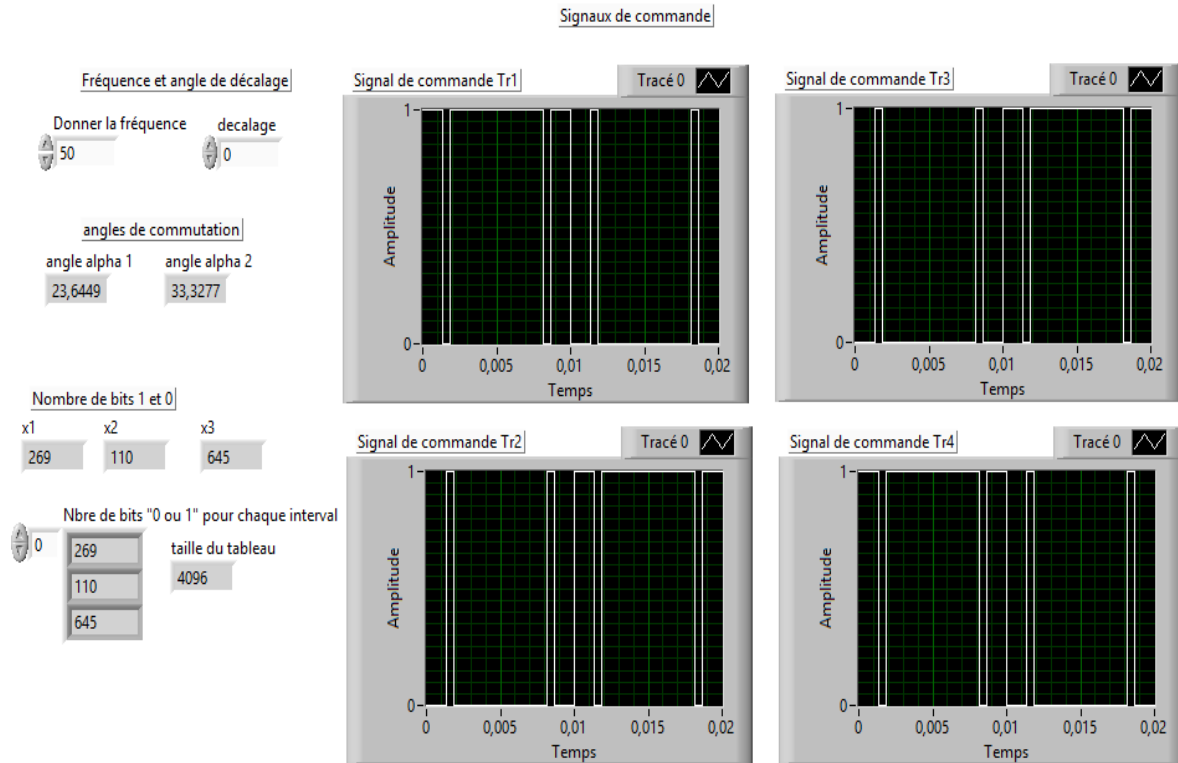 Signaux de commande
Fréquence et angle de décalage
Donner la fréquence
decalage
50
0
angles de commutation
angle alpha 1
angle alpha 2
23,6449
33,3277
Nombre de bits 1 et 0
x1
x2
x3
269
110
645
Nbre de bits "0 ou 1" pour chaque interval
0
269
110
645
taille du tableau
4096
Signal de commande Tr1
Tracé 0
Amplitude
1
0
0
0,005
0,01
0,015
0,02
Temps
Signal de commande Tr3
Tracé 0
Amplitude
1
0
0
0,005
0,01
0,015
0,02
Temps
Signal de commande Tr2
Tracé 0
Amplitude
1
0
0
0,005
0,01
0,015
0,02
Temps
Signal de commande Tr4
Tracé 0
Amplitude
1
0
0
0,005
0,01
0,015
0,02
Temps